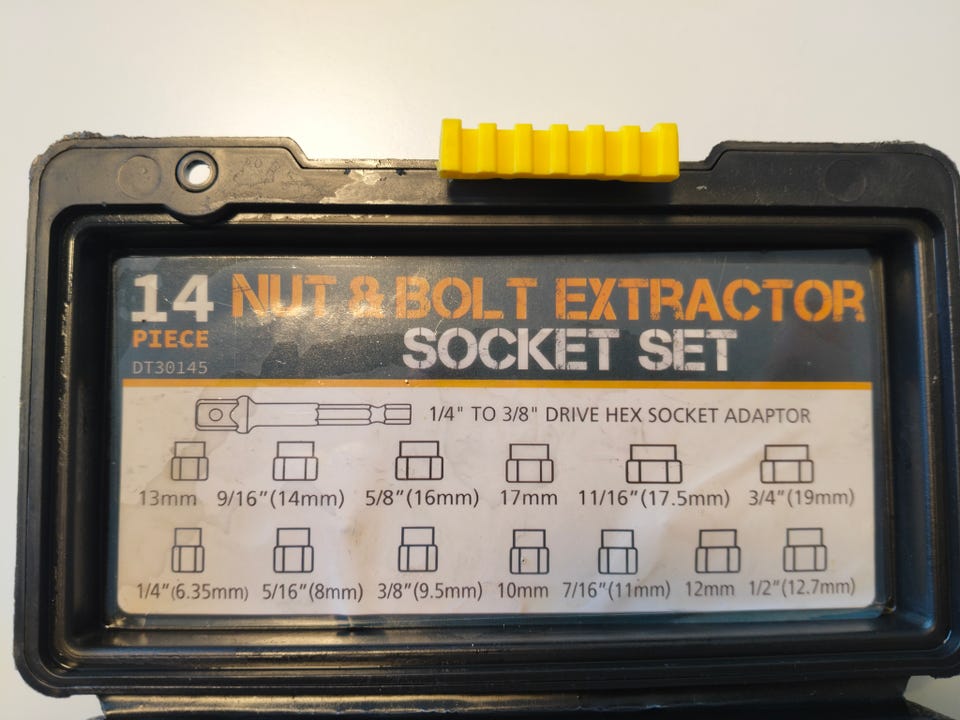 14 NUT & BOLT EXTRACTOR
PIECE SOCKET SET
DT30145
1/4" TO 3/8" DRIVE HEX SOCKET ADAPTOR
13mm 9/16”(14mm) 5/8”(16mm) 17mm 11/16”(17.5mm) 3/4”(19mm)
1/4”(6.35mm) 5/16”(8mm) 3/8”(9.5mm) 10mm 7/16”(11mm) 12mm 1/2”(12.7mm)